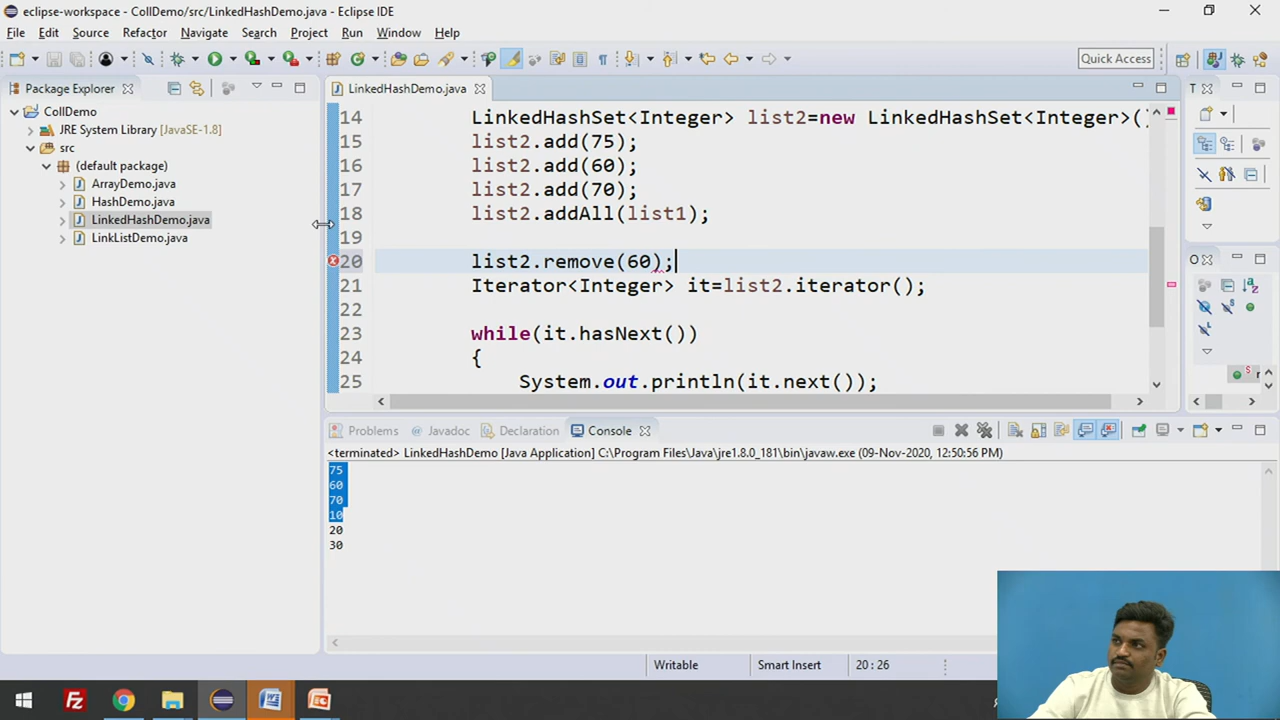 eclipse-workspace - CollDemo/src/LinkedHashDemo.java - Eclipse IDE
File Edit Source Refactor Navigate Search Project Run Window Help
Quick Access
Package Explorer
LinkedHashDemo.java
T
CollDemo
JRE System Library [JavaSE-1.8]
src
(default package)
ArrayDemo.java
HashDemo.java
LinkedHashDemo.java
LinkListDemo.java
14 LinkedHashSet<Integer> list2=new LinkedHashSet<Integer>()
15 list2.add(75);
16 list2.add(60);
17 list2.add(70);
18 list2.addAll(list1);
19
20 list2.remove(60);
21 Iterator<Integer> it=list2.iterator();
22
23 while(it.hasNext())
24 {
25 System.out.println(it.next());
O
Problems Javadoc Declaration Console
<terminated> LinkedHashDemo [Java Application] C:\Program Files\Java\jre1.8.0_181\bin\javaw.exe (09-Nov-2020, 12:50:56 PM)
75
60
70
10
20
30
Writable Smart Insert 20 : 26